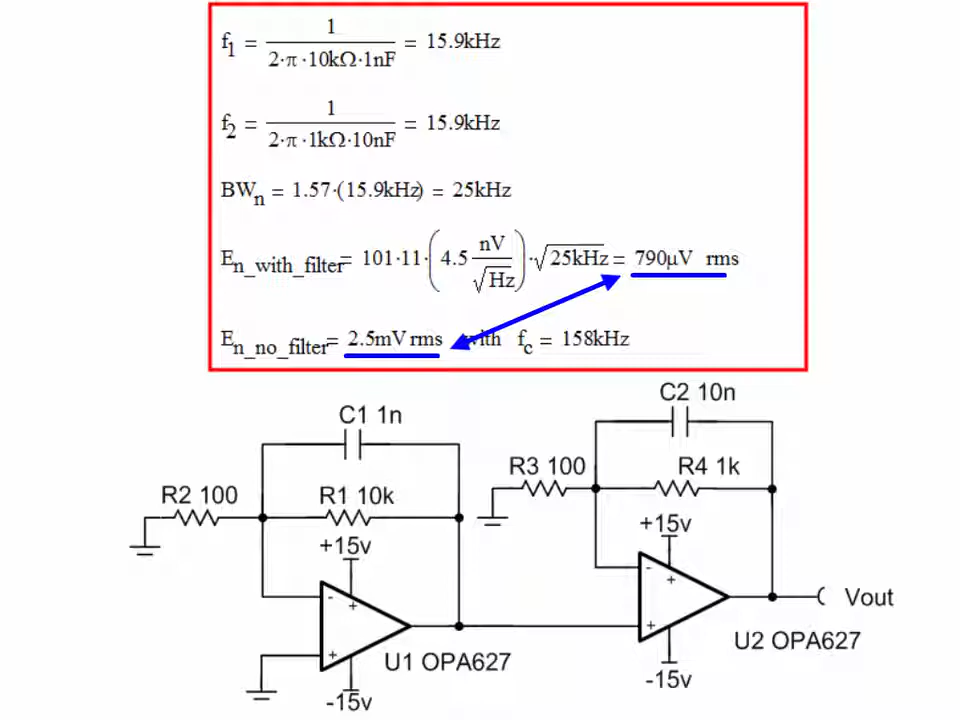 f1 = 1 / 2·π·10kΩ·1nF = 15.9kHz
f2 = 1 / 2·π·1kΩ·10nF = 15.9kHz
BWn = 1.57·(15.9kHz) = 25kHz
En_with_filter = 101·11·(4.5 nV/√Hz)·√25kHz = 790μV rms
En_no_filter = 2.5mV rms with fc = 158kHz
C2 10n
C1 1n
R3 100
R4 1k
R2 100
R1 10k
+15v
+15v
-
+
-
+
+
+
Vout
U2 OPA627
U1 OPA627
-15v
-15v